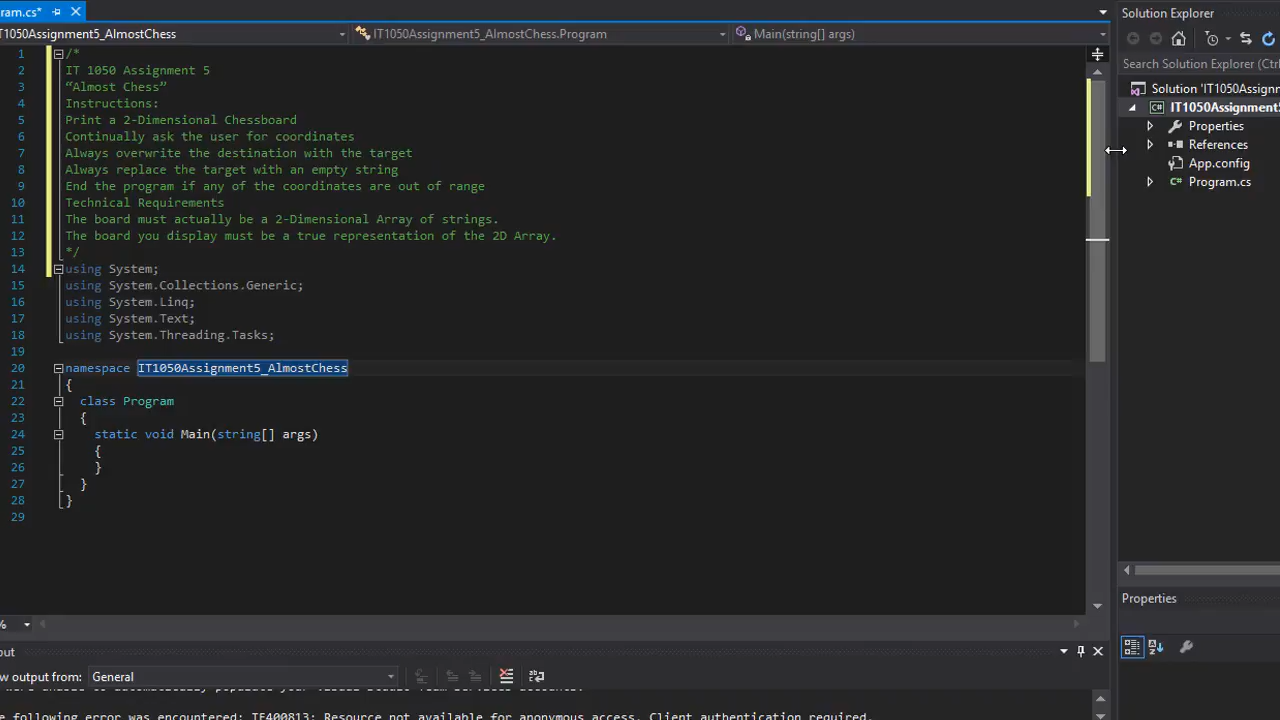 ram.cs*
Solution Explorer
IT1050Assignment5_AlmostChess
IT1050Assignment5_AlmostChess.Program
Main(string[] args)
1 /*
2 IT 1050 Assignment 5
3 “Almost Chess”
4 Instructions:
5 Print a 2-Dimensional Chessboard
6 Continually ask the user for coordinates
7 Always overwrite the destination with the target
8 Always replace the target with an empty string
9 End the program if any of the coordinates are out of range
10 Technical Requirements
11 The board must actually be a 2-Dimensional Array of strings.
12 The board you display must be a true representation of the 2D Array.
13 */
14 using System;
15 using System.Collections.Generic;
16 using System.Linq;
17 using System.Text;
18 using System.Threading.Tasks;
19
20 namespace IT1050Assignment5_AlmostChess
21 {
22 class Program
23 {
24 static void Main(string[] args)
25 {
26 }
27 }
28 }
29
Search Solution Explorer (Ctrl
Solution 'IT1050Assignm
IT1050Assignment5
Properties
References
App.config
Program.cs
Properties
%
put
w output from: General
following error was encountered: TF400813: Resource not available for anonymous access. Client authentication required.